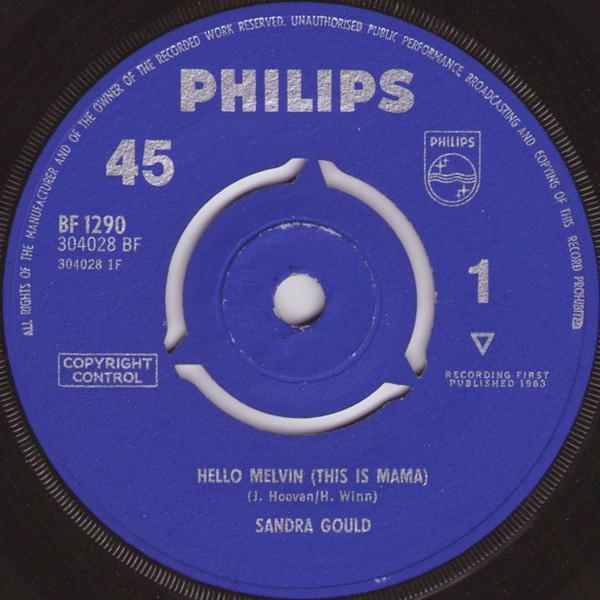 ALL RIGHTS OF THE MANUFACTURER AND OF THE OWNER OF THE RECORDED WORK RESERVED. UNAUTHORISED PUBLIC PERFORMANCE BROADCASTING AND COPYING OF THIS RECORD PROHIBITED
PHILIPS
45
PHILIPS
BF 1290
304028 BF
304028 1F
1
COPYRIGHT
CONTROL
RECORDING FIRST
PUBLISHED 1963
HELLO MELVIN (THIS IS MAMA)
(J. Hooven/H. Winn)
SANDRA GOULD